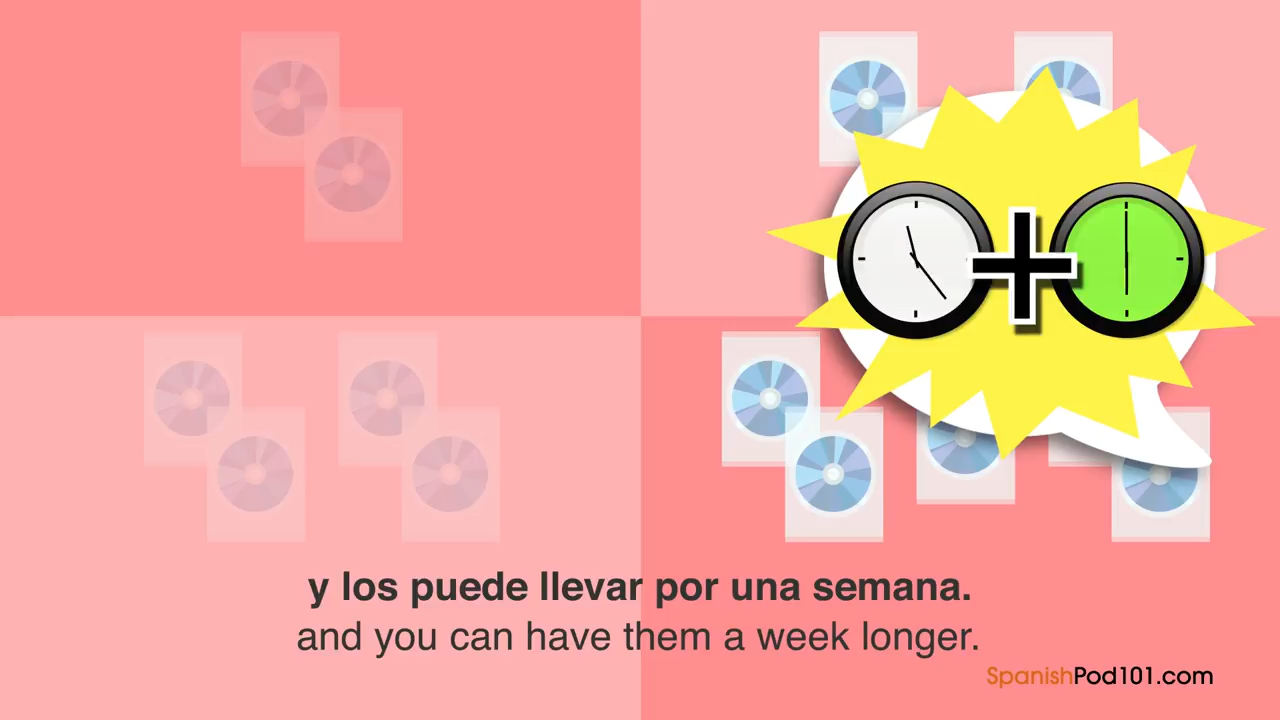 y los puede llevar por una semana.
and you can have them a week longer.
SpanishPod101.com